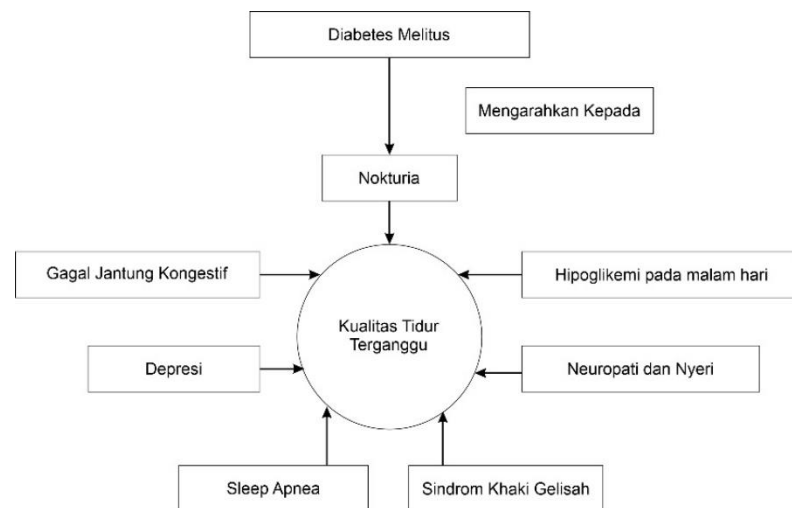 Diabetes Melitus
Mengarahkan Kepada
Nokturia
Gagal Jantung Kongestif
Hipoglikemi pada malam hari
Kualitas Tidur
Terganggu
Depresi
Neuropati dan Nyeri
Sleep Apnea
Sindrom Khaki Gelisah